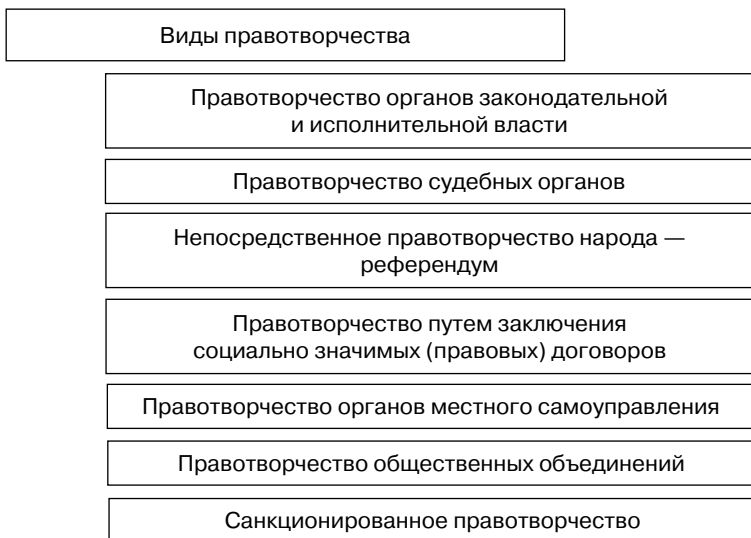 Виды правотворчества
Правотворчество органов законодательной
и исполнительной власти
Правотворчество судебных органов
Непосредственное правотворчество народа —
референдум
Правотворчество путем заключения
социально значимых (правовых) договоров
Правотворчество органов местного самоуправления
Правотворчество общественных объединений
Санкционированное правотворчество